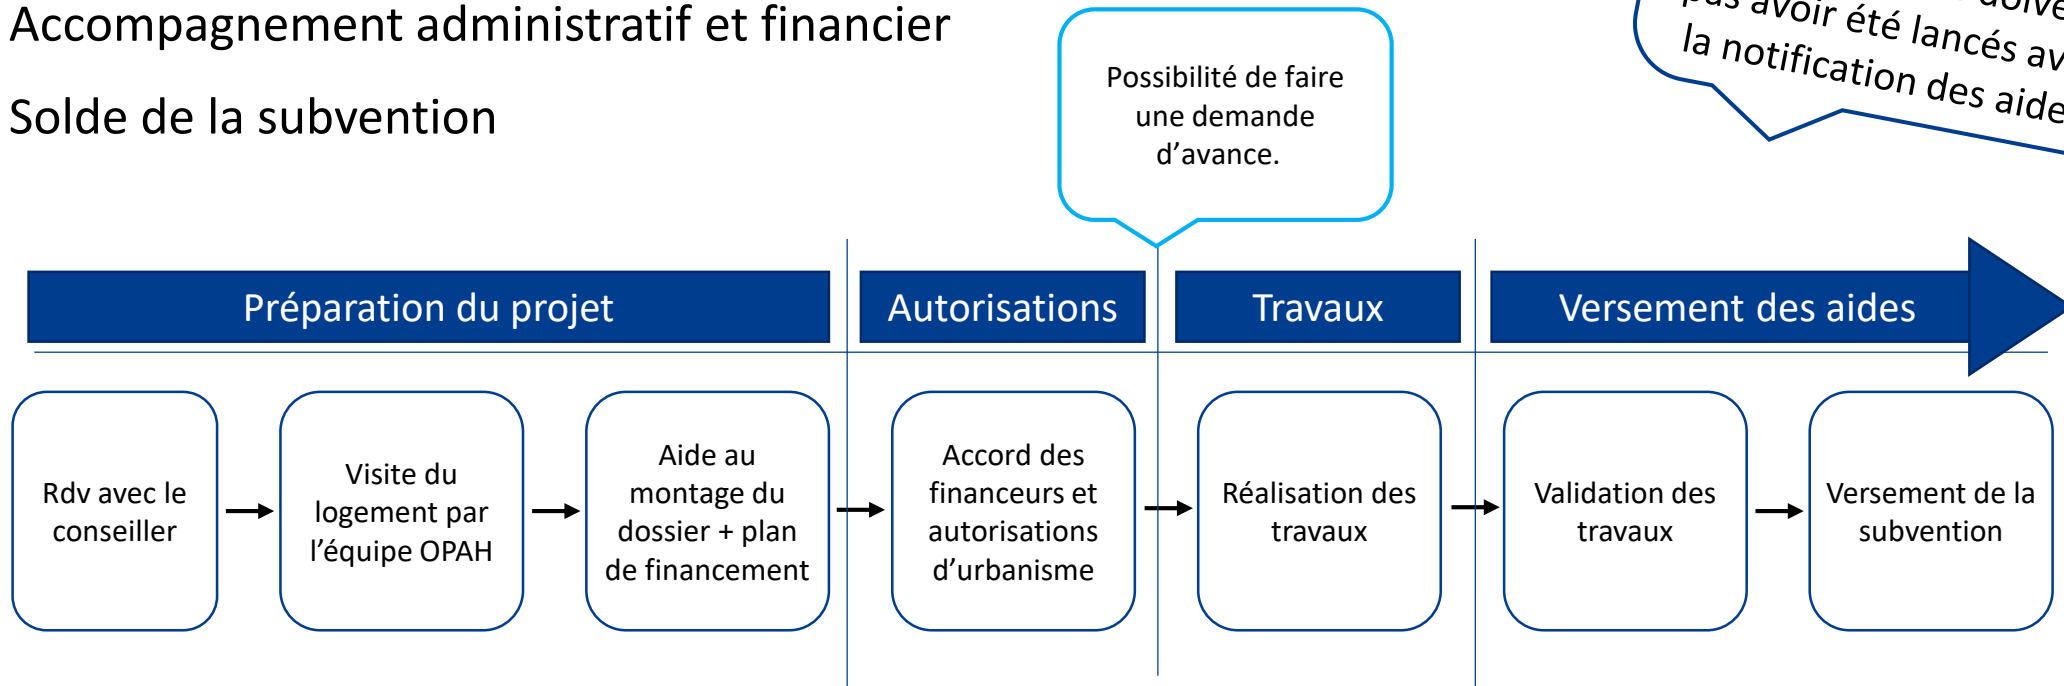 Accompagnement administratif et financier
Solde de la subvention
Possibilité de faire
une demande
d’avance.
pas avoir été lancés
la notification des
Préparation du projet
Autorisations
Travaux
Versement des aides
Rdv avec le
conseiller
Visite du
logement par
l’équipe OPAH
Aide au
montage du
dossier + plan
de financement
Accord des
financeurs et
autorisations
d’urbanisme
Réalisation des
travaux
Validation des
travaux
Versement de la
subvention